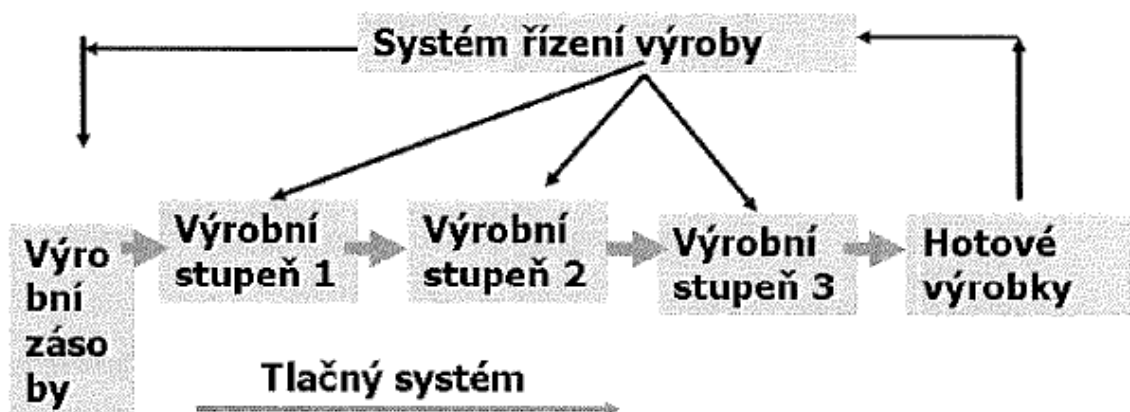 Systém řízení výroby
Výrobní
stupeň 1
Výrobní
stupeň 2
Výrobní
stupeň 3
Hotové
výrobky
Výro
bní
záso
by
Tlačný systém